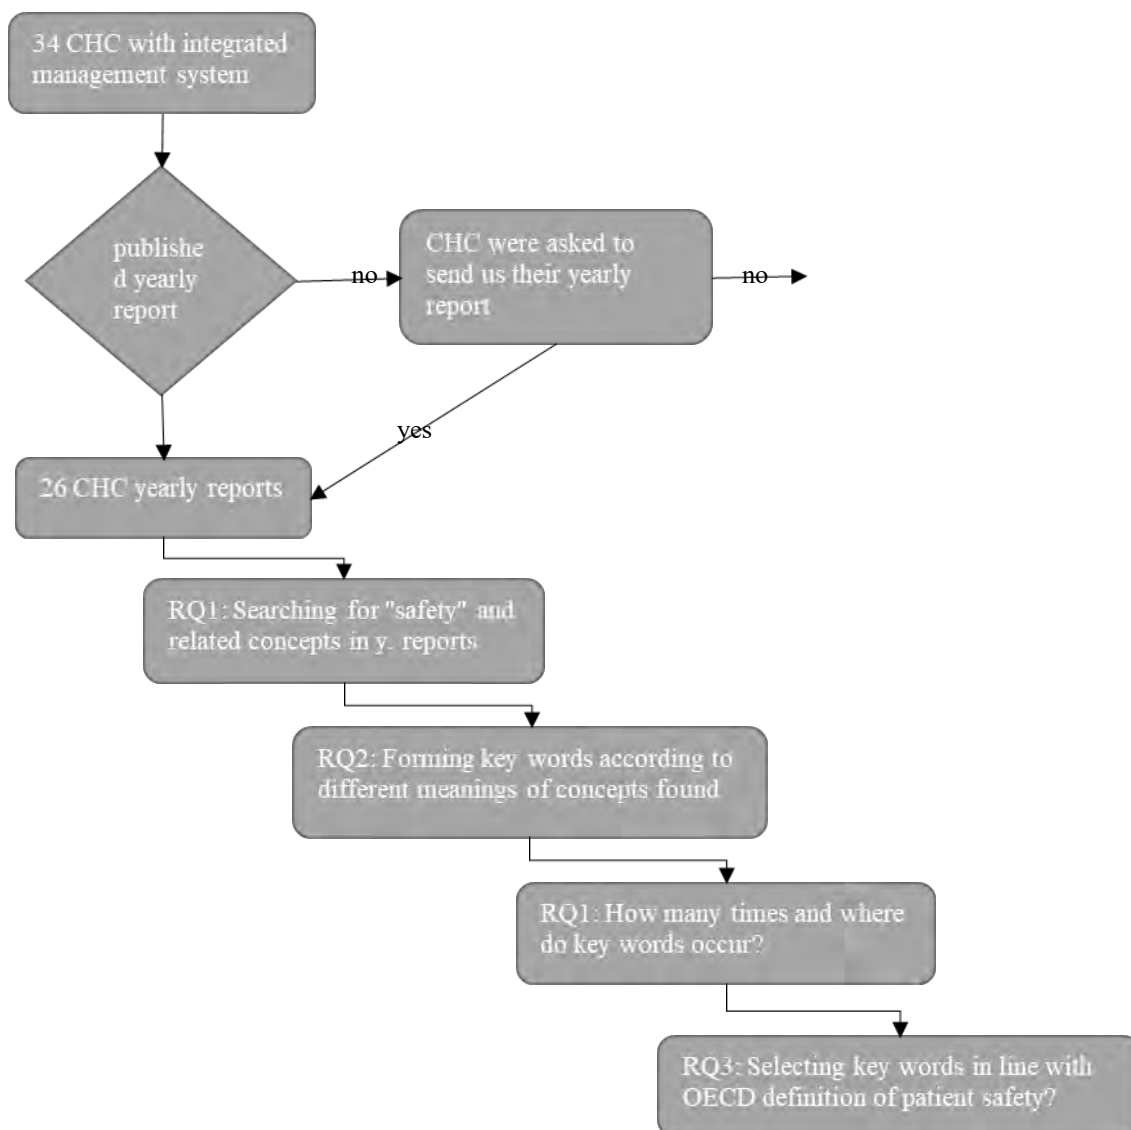 34 CHC with integrated
management system
publishe
d yearly
report
no
CHC were asked to
send us their yearly
report
no
yes
26 CHC yearly reports
RQ1: Searching for "safety" and
related concepts in y. reports
RQ2: Forming key words according to
different meanings of concepts found
RQ1: How many times and where
do key words occur?
RQ3: Selecting key words in line with
OECD definition of patient safety?